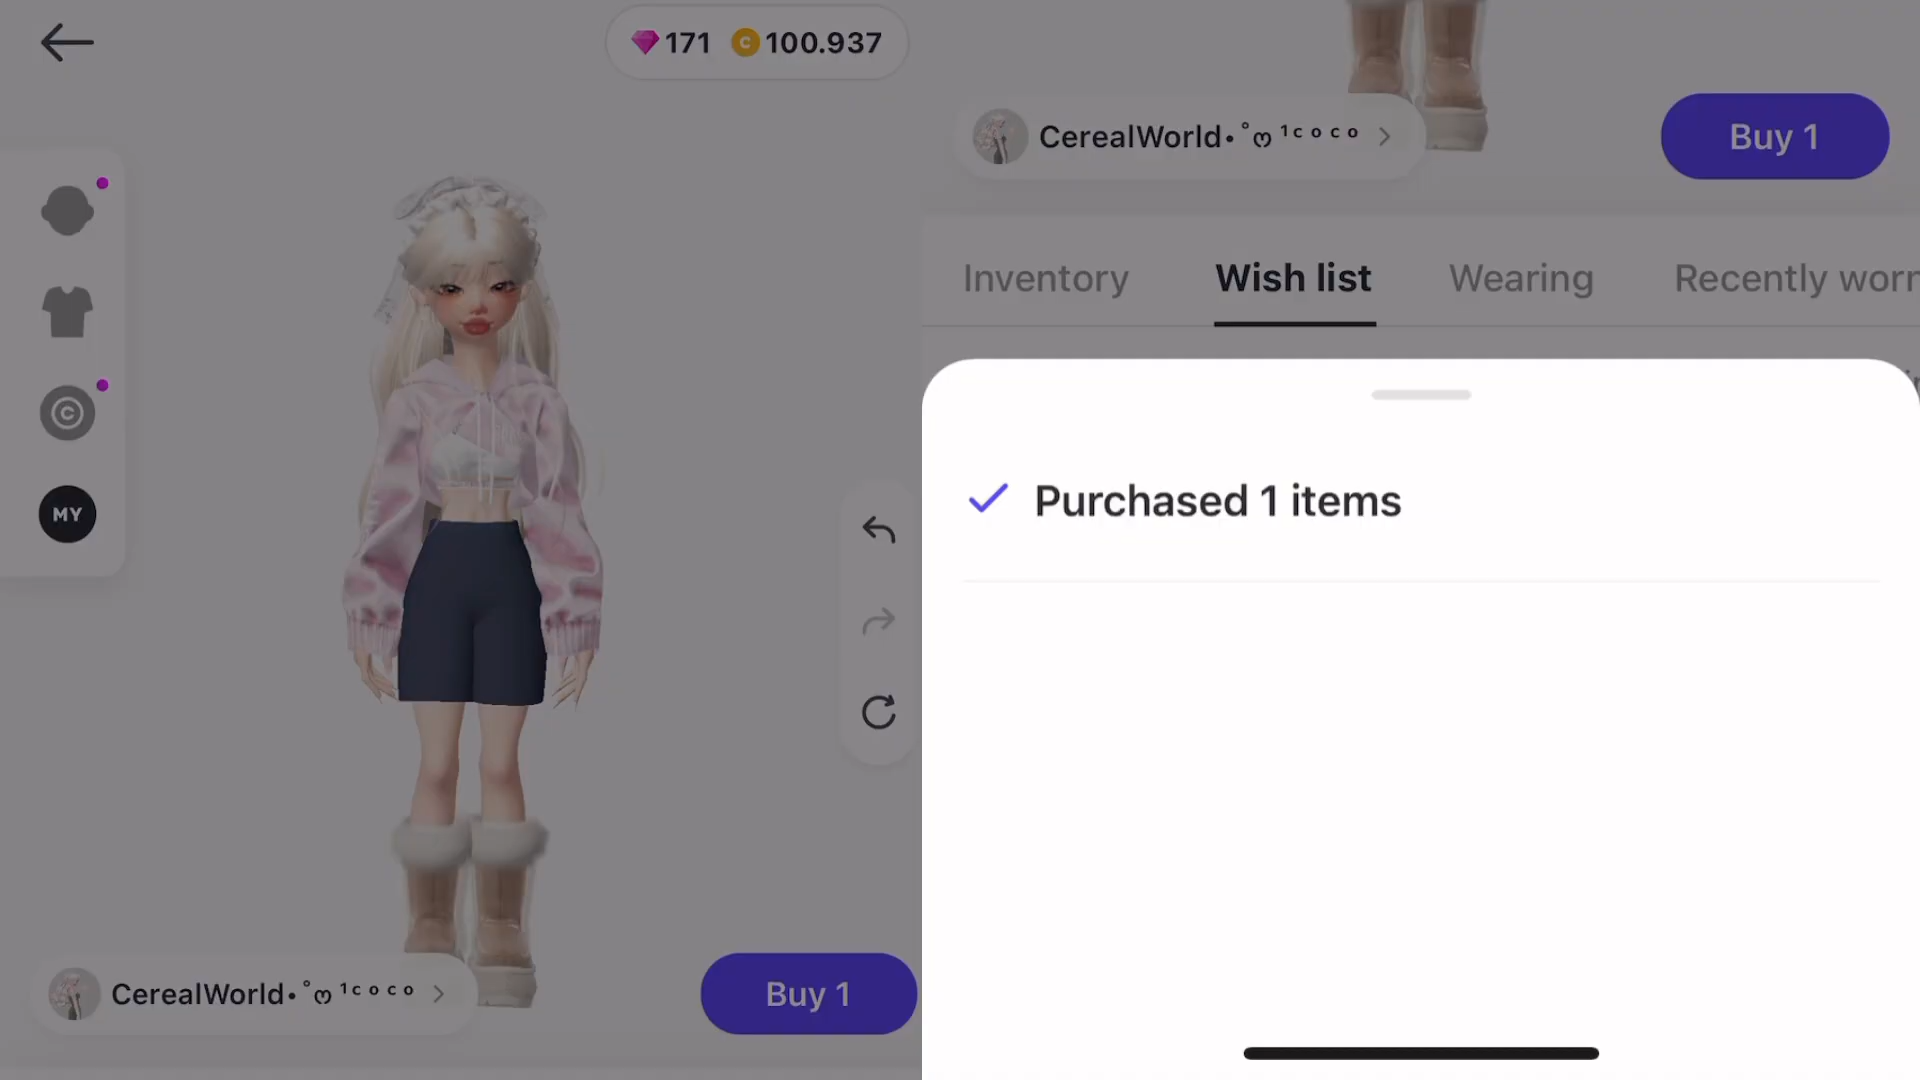 171 100.937
MY
CerealWorld•˚ო ¹ᶜᵒᶜᵒ
Buy 1
CerealWorld•˚ო ¹ᶜᵒᶜᵒ
Buy 1
Inventory Wish list Wearing Recently worn
Purchased 1 items